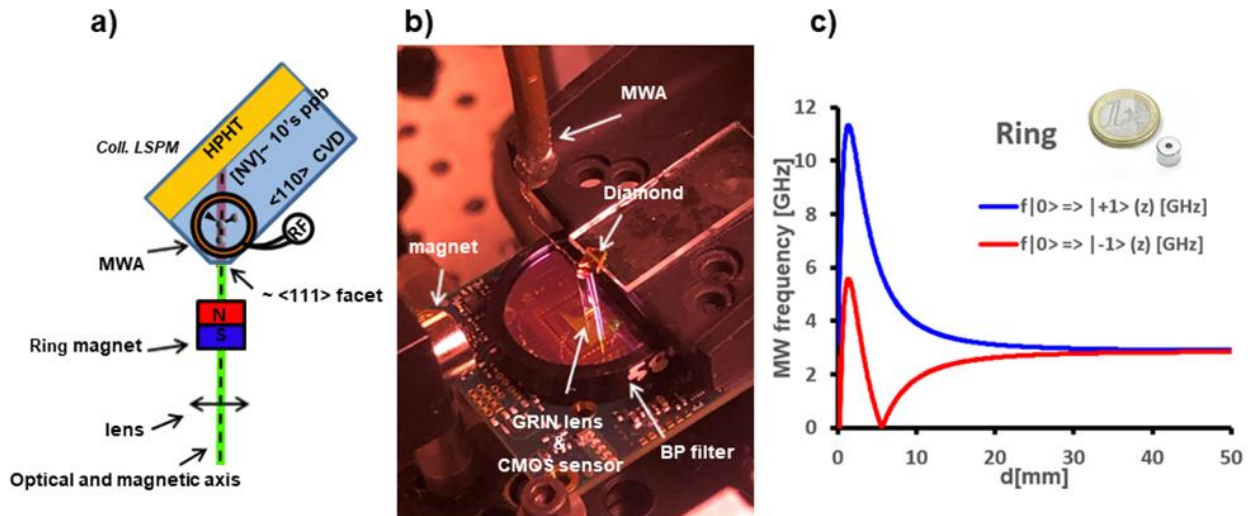 a)
Coll. LSPM
HPHT
[NV]~ 10's ppb
<110> CVD
RF
MWA
~ <111> facet
N
S
Ring magnet
lens
Optical and magnetic axis
b)
MWA
Diamond
magnet
GRIN lens
&
CMOS sensor
BP filter
c)
MW frequency [GHz]
12
10
8
6
4
2
0
Ring
1
f|0> => |+1> (z) [GHz]
f|0> => |-1> (z) [GHz]
0
10
20
30
40
50
d[mm]